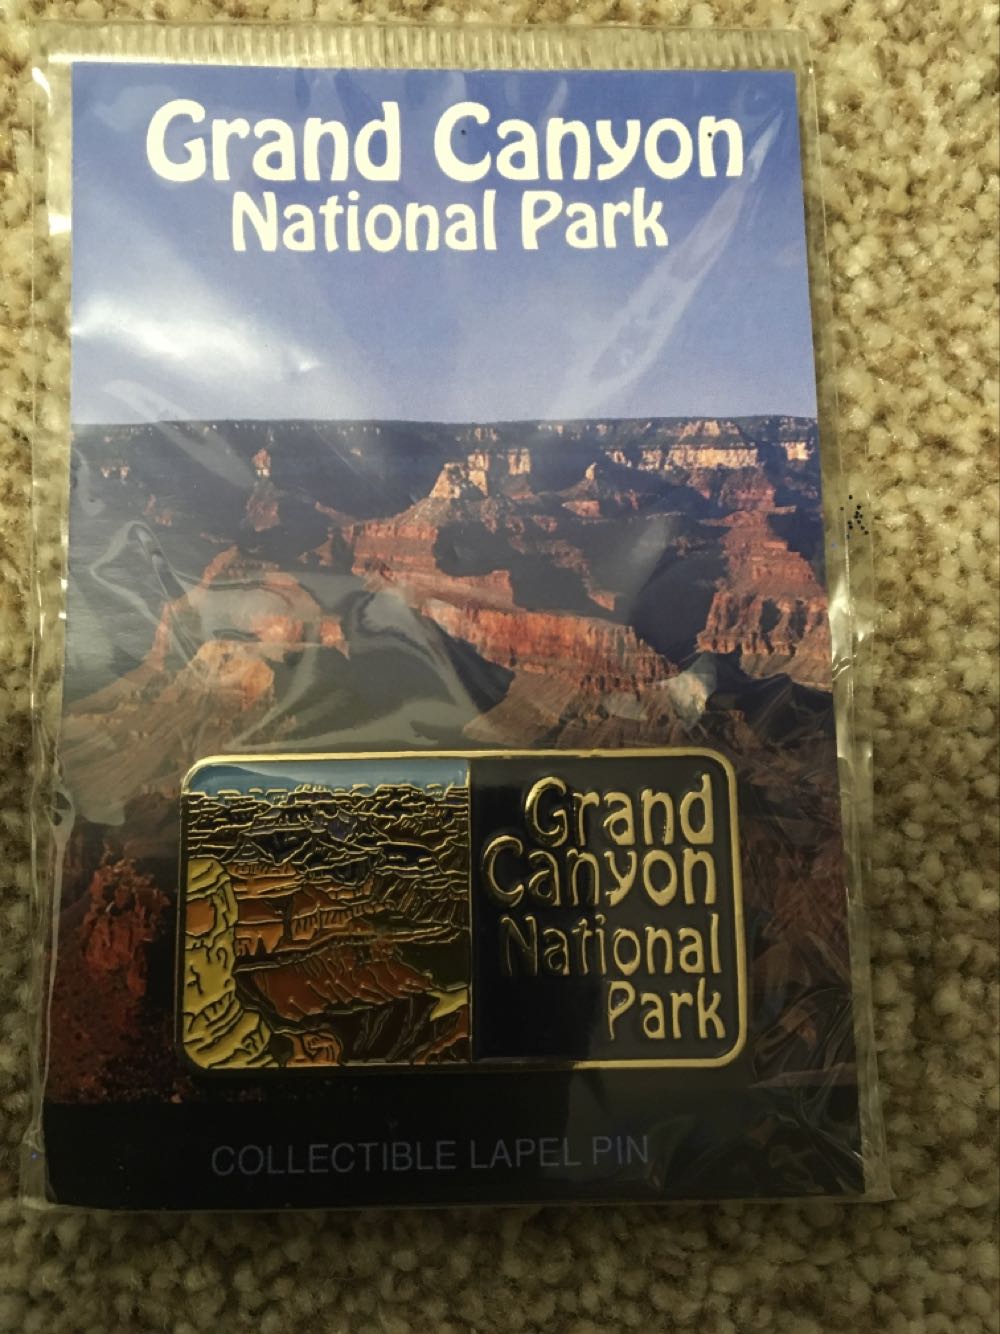 Grand Canyon
National Park
Grand
Canyon
National
Park
COLLECTIBLE LAPEL PIN